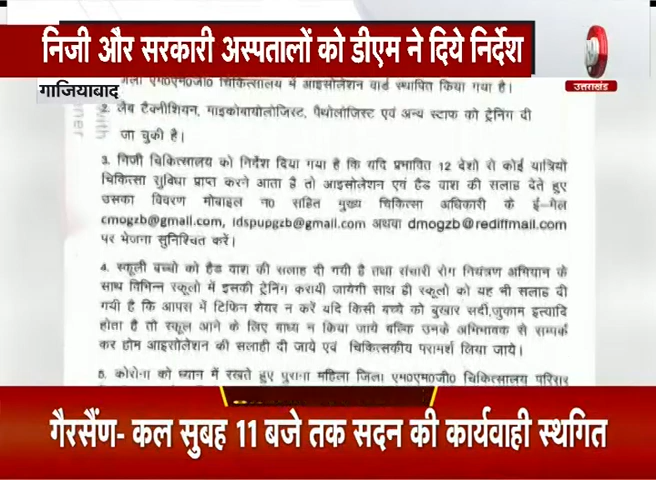 निजी और सरकारी अस्पतालों को डीएम ने दिये निर्देश
उत्तराखंड
गाजियाबाद
जिला एम०एम०जी० चिकित्सालय में आइसोलेशन वार्ड स्थापित किया गया है।
2. लैब टैक्नीशियन, माइकोबायोलोजिस्ट, पैथोलोजिस्ट एवं अन्य स्टाफ को ट्रेनिंग दी
जा चुकी है।
3. निजी चिकित्सालय को निर्देश दिया गया है कि यदि प्रभावित 12 देशो से कोई यात्रियो
चिकित्सा सुविधा प्राप्त करने आता है तो आइसोलेशन एवं हैड वाश की सलाह देते हुए
उसका विवरण मोबाइल न0 सहित मुख्य चिकित्सा अधिकारी के ई-मेल
cmogzb@gmail.com, idspupgzb@gmail.com अथवा dmogzb@rediffmail.com
पर भेजना सुनिश्चित करें।
4. स्कूली बच्चो को हैड वाश की सलाह दी गयी है तथा संचारी रोग नियंत्रण अभियान के
साथ विभिन्न स्कूलो में इसकी ट्रेनिंग करायी जायेगी साथ ही स्कूलो को यह भी सलाह दी
गयी है कि आपस में टिफिन शेयर न करें यदि किसी बच्चे को बुखार सर्दी,जुकाम इत्यादि
होता है तो स्कूल आने के लिए बाध्य न किया जाये बल्कि उनके अभिभावक से सम्पर्क
कर होम आइसोलेशन की सलाही दी जाये एवं चिकित्सकीय परामर्श लिया जाये।
5. कोरोना को ध्यान में रखते हुए पुराना महिला जिला एम०एम०जी० चिकित्सालय परिसर
गैरसैंण- कल सुबह 11 बजे तक सदन की कार्यवाही स्थगित